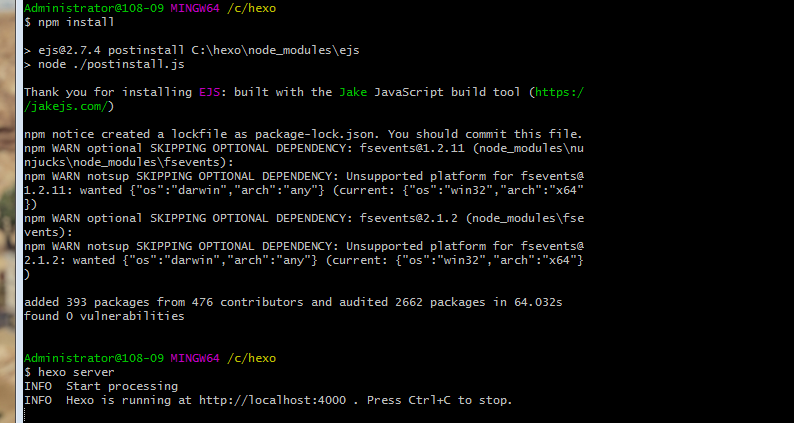 Administrator@108-09 MINGW64 /c/hexo
$ npm install
> ejs@2.7.4 postinstall C:\hexo\node_modules\ejs
> node ./postinstall.js
Thank you for installing EJS: built with the Jake JavaScript build tool (https:/
/jakejs.com/)
npm notice created a lockfile as package-lock.json. You should commit this file.
npm WARN optional SKIPPING OPTIONAL DEPENDENCY: fsevents@1.2.11 (node_modules\nu
njucks\node_modules\fsevents):
npm WARN notsup SKIPPING OPTIONAL DEPENDENCY: Unsupported platform for fsevents@
1.2.11: wanted {"os":"darwin","arch":"any"} (current: {"os":"win32","arch":"x64"
})
npm WARN optional SKIPPING OPTIONAL DEPENDENCY: fsevents@2.1.2 (node_modules\fse
vents):
npm WARN notsup SKIPPING OPTIONAL DEPENDENCY: Unsupported platform for fsevents@
2.1.2: wanted {"os":"darwin","arch":"any"} (current: {"os":"win32","arch":"x64"}
)
added 393 packages from 476 contributors and audited 2662 packages in 64.032s
found 0 vulnerabilities
Administrator@108-09 MINGW64 /c/hexo
$ hexo server
INFO  Start processing
INFO  Hexo is running at http://localhost:4000 . Press Ctrl+C to stop.